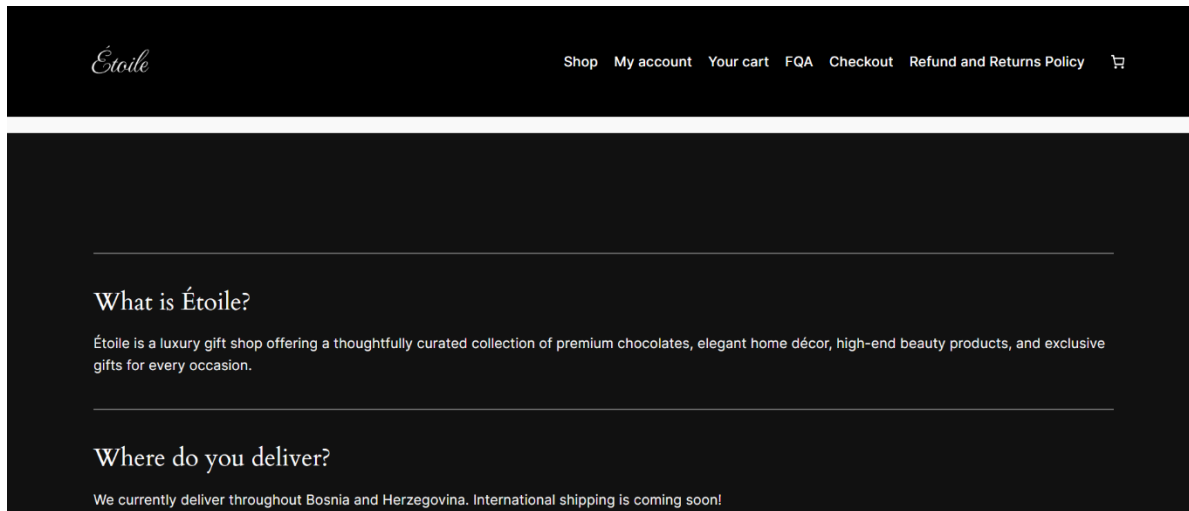 Étoile
Shop My account Your cart FQA Checkout Refund and Returns Policy
What is Étoile?
Étoile is a luxury gift shop offering a thoughtfully curated collection of premium chocolates, elegant home décor, high-end beauty products, and exclusive
gifts for every occasion.
Where do you deliver?
We currently deliver throughout Bosnia and Herzegovina. International shipping is coming soon!